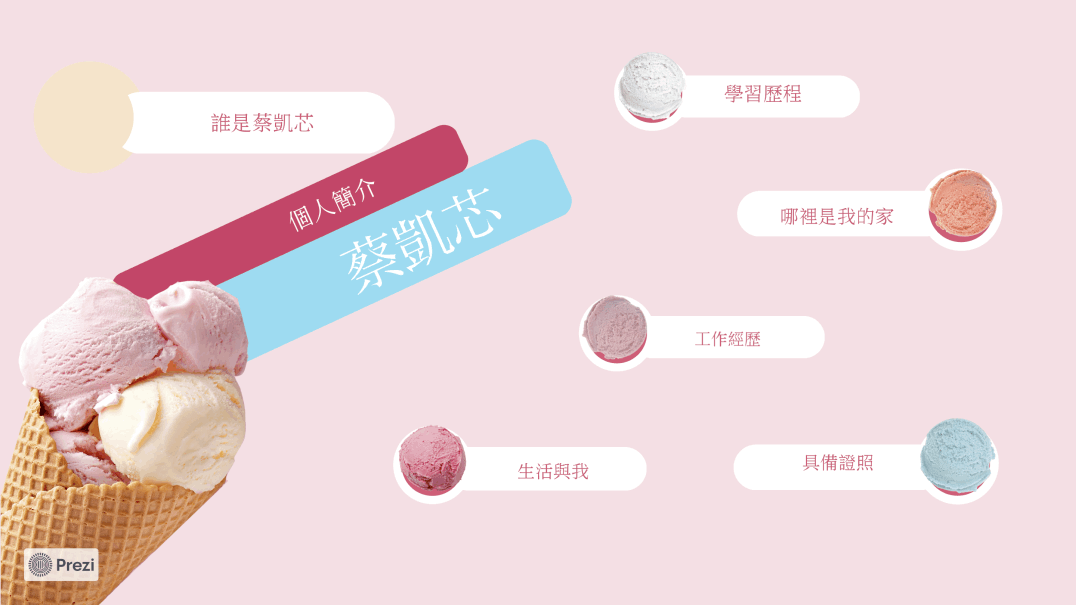 誰是蔡凱芯
個人簡介
蔡凱芯
學習歷程
哪裡是我的家
工作經歷
生活與我
具備證照
Prezi